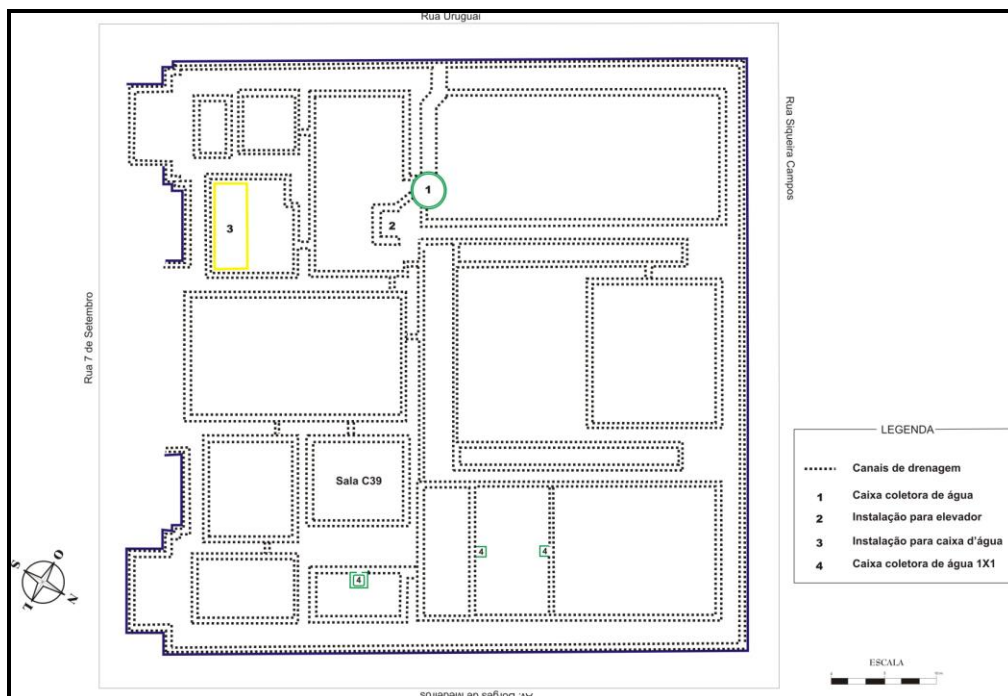 Rua Uruguai
Rua Siqueira Campos
1
2
3
Rua 7 de Setembro
Sala C39
4
4
4
S
O
L
N
LEGENDA
Canais de drenagem
1 Caixa coletora de água
2 Instalação para elevador
3 Instalação para caixa d'água
4 Caixa coletora de água 1X1
ESCALA
Av. Borges de Medeiros